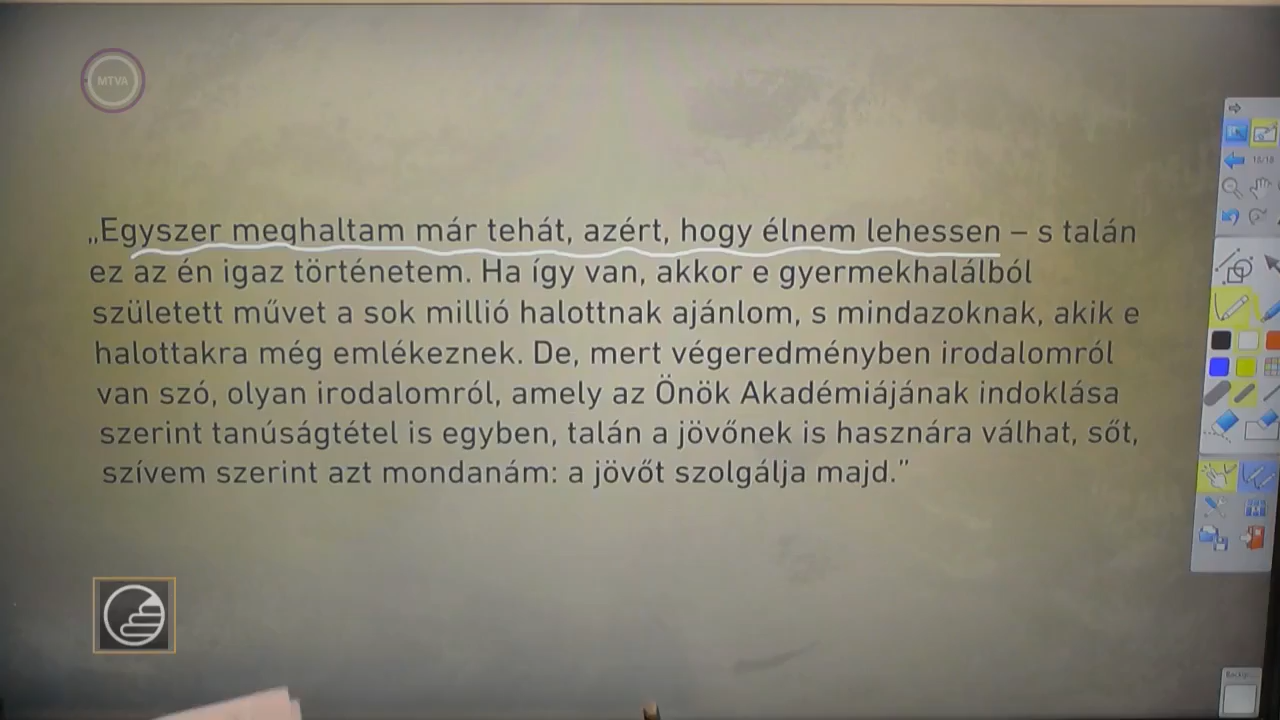 MTVA
„Egyszer meghaltam már tehát, azért, hogy élnem lehessen – s talán
ez az én igaz történetem. Ha így van, akkor e gyermekhalálból
született művet a sok millió halottnak ajánlom, s mindazoknak, akik e
halottakra még emlékeznek. De, mert végeredményben irodalomról
van szó, olyan irodalomról, amely az Önök Akadémiájának indoklása
szerint tanúságtétel is egyben, talán a jövőnek is hasznára válhat, sőt,
szívem szerint azt mondanám: a jövőt szolgálja majd.”